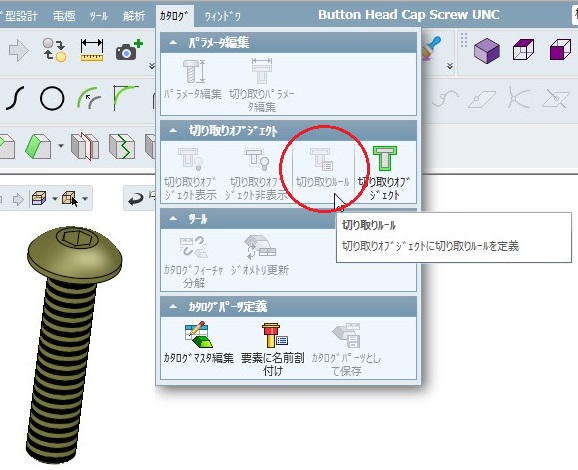 型設計 電極 ツール 解析 カタログ ウィンドウ Button Head Cap Screw UNC
パラメータ編集
パラメータ編集 切り取りパラメータ編集
切り取りオブジェクト
切り取りオブジェクト表示 切り取りオブジェクト非表示 切り取りルール 切り取りオブジェクト
切り取りルール
切り取りオブジェクトに切り取りルールを定義
ツール
カタログフィーチャ分解 ジオメトリ更新
カタログパーツ定義
カタログマスタ編集 要素に名前割付け カタログパーツとして保存